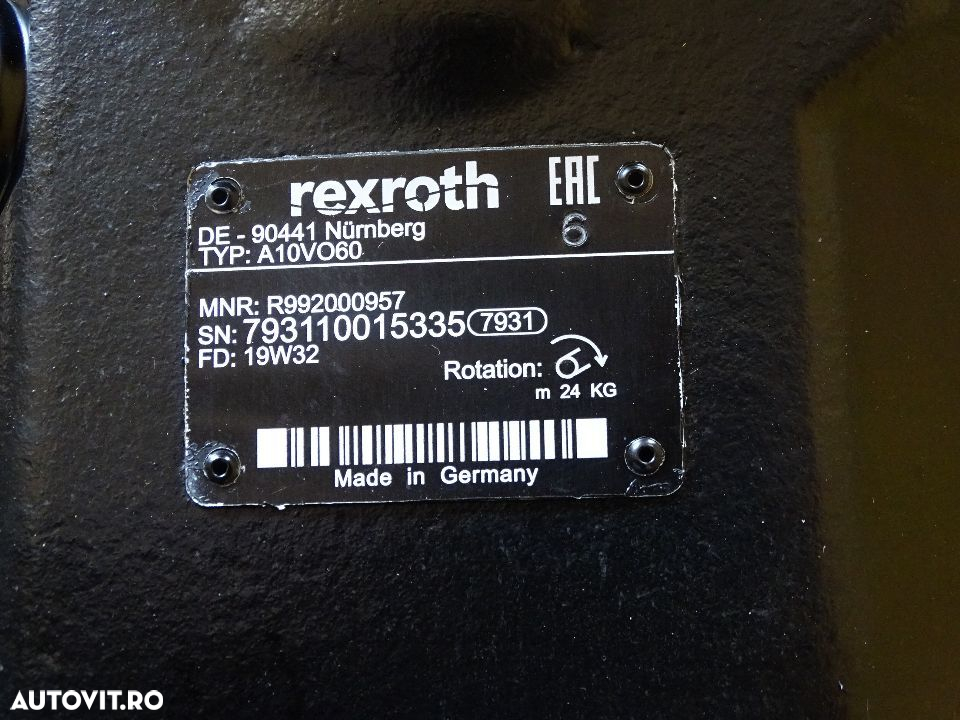 rexroth
EAC
DE - 90441 Nürnberg
6
TYP: A10VO60
MNR: R992000957
SN: 793110015335 7931
FD: 19W32
Rotation:
m 24 KG
Made in Germany
AUTOVIT.RO